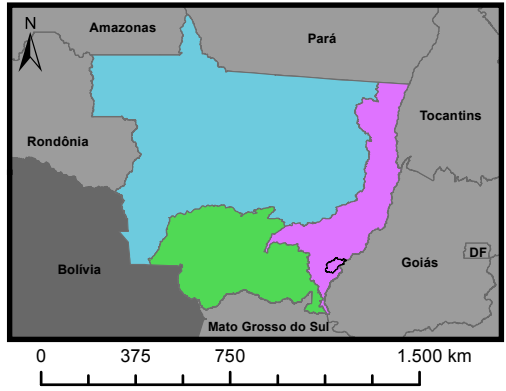 N
Amazonas
Pará
Tocantins
Rondônia
Bolívia
Goiás
DF
Mato Grosso do Sul
0 375 750 1.500 km